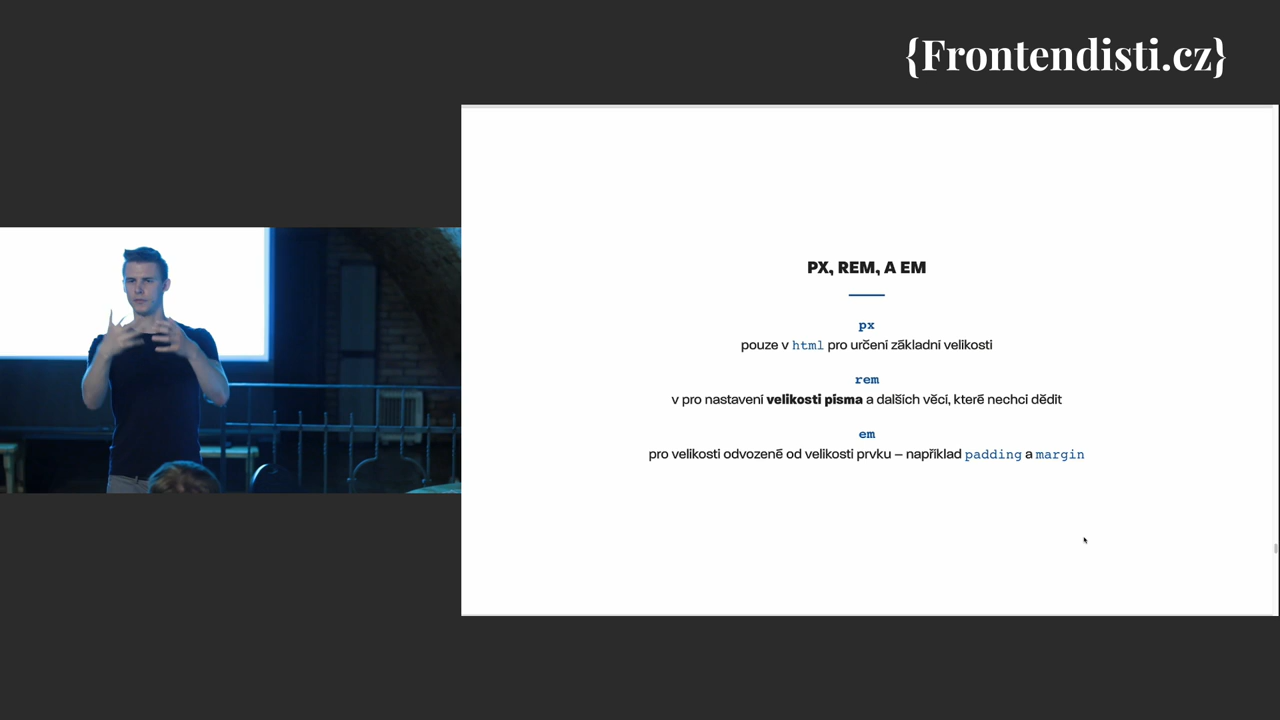 {Frontendisti.cz}
PX, REM, A EM
px
pouze v html pro určení základní velikosti
rem
v pro nastavení velikosti písma a dalších věcí, které nechci dědit
em
pro velikosti odvozené od velikosti prvku – například padding a margin